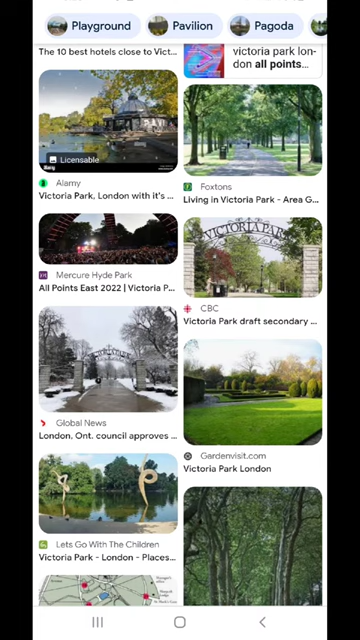 Playground
Pavilion
Pagoda
The 10 best hotels close to Vict...
victoria park lon-
don all points...
Licensable
alamy
Alamy
Victoria Park, London with it's ...
Foxtons
Living in Victoria Park - Area G...
Mercure Hyde Park
All Points East 2022 | Victoria P...
VICTORIA PARK
CBC
Victoria Park draft secondary ...
Global News
London, Ont. council approves ...
Gardenvisit.com
Victoria Park London
Lets Go With The Children
Victoria Park - London - Places...